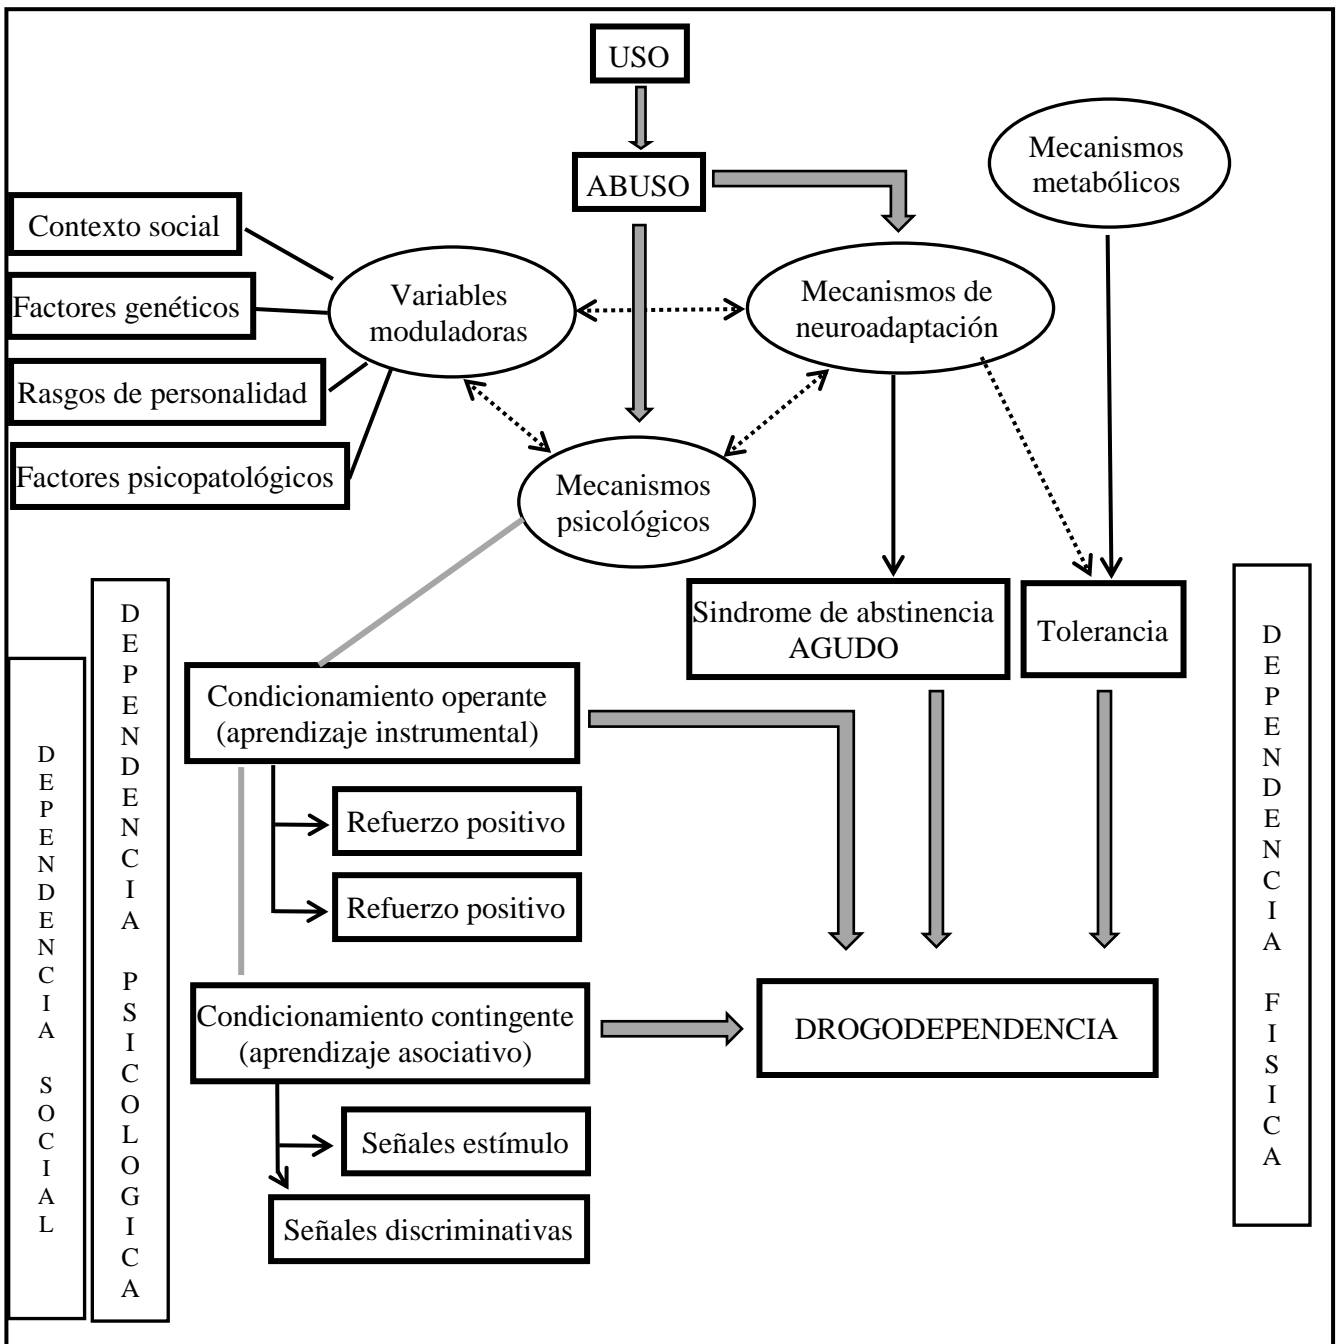 USO
ABUSO
Mecanismos
metabólicos
Contexto social
Factores genéticos
Rasgos de personalidad
Factores psicopatológicos
Variables
moduladoras
Mecanismos de
neuroadaptación
Mecanismos
psicológicos
Sindrome de abstinencia
AGUDO
Tolerancia
DEPENDENCIA SOCIAL
DEPENDENCIA PSICOLOGICA
Condicionamiento operante
(aprendizaje instrumental)
Refuerzo positivo
Refuerzo positivo
Condicionamiento contingente
(aprendizaje asociativo)
Señales estímulo
Señales discriminativas
DROGODEPENDENCIA
DEPENDENCIA FISICA